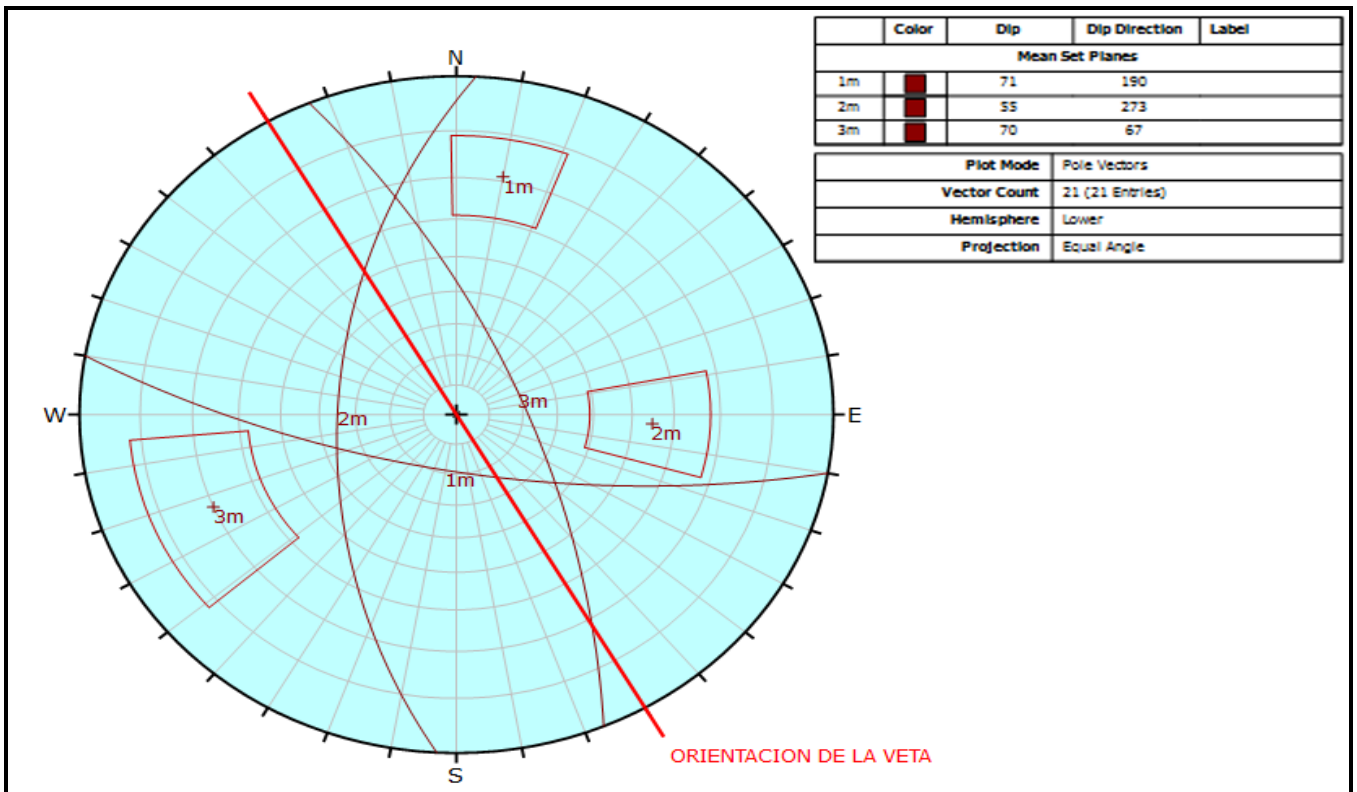 Color Dip Dip Direction Label
Mean Set Planes
1m 71 190
2m 55 273
3m 70 67
Plot Mode Pole Vectors
Vector Count 21 (21 Entries)
Hemisphere Lower
Projection Equal Angle
N
1m
3m
W 2m 2m E
1m
3m
ORIENTACION DE LA VETA
S